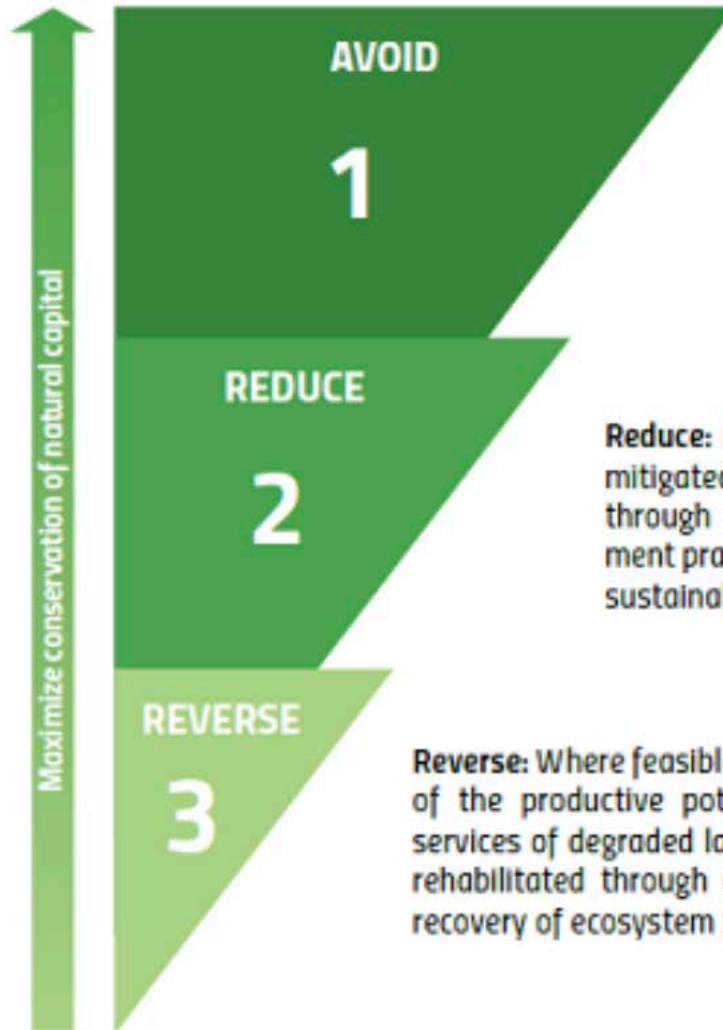 Maximize conservation of natural capital
AVOID
1
REDUCE
2
Reduce:
mitigated
through
ment pra
sustaina
REVERSE
3
Reverse: Where feasibl
of the productive pot
services of degraded la
rehabilitated through
recovery of ecosystem